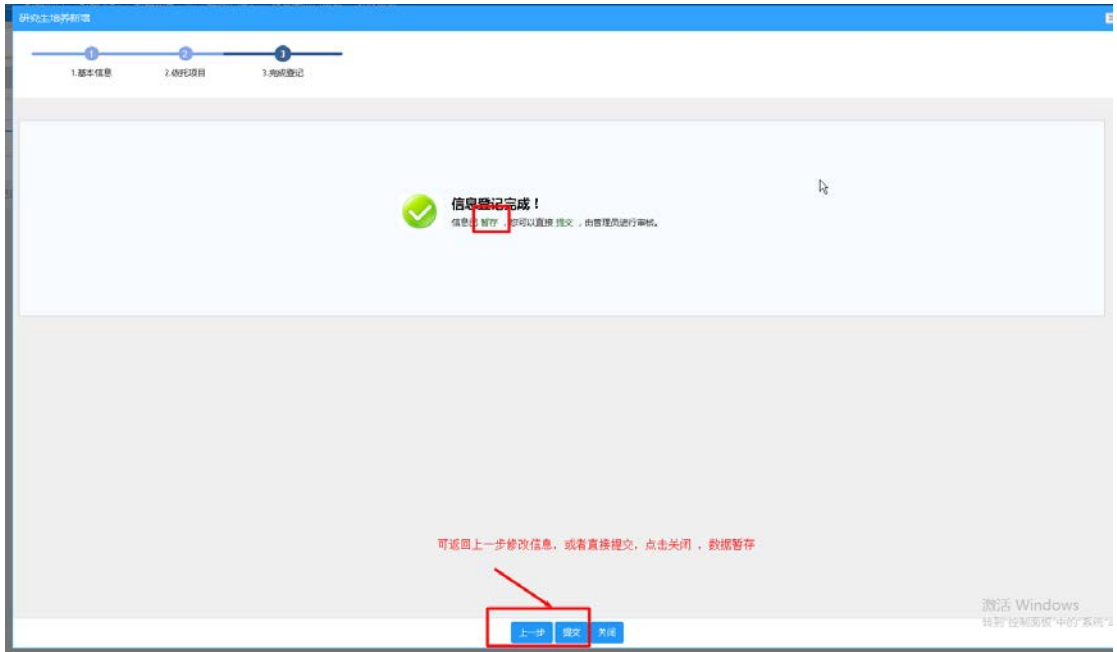 研究生培养新增
1 2 3
1.基本信息 2.依托项目 3.完成登记
信息登记完成！
信息已 暂存 ，您可以直接 提交 ，由管理员进行审核。
可返回上一步修改信息，或者直接提交，点击关闭 ，数据暂存
激活 Windows
转到"控制面板"中的"系统"
上一步 提交 关闭